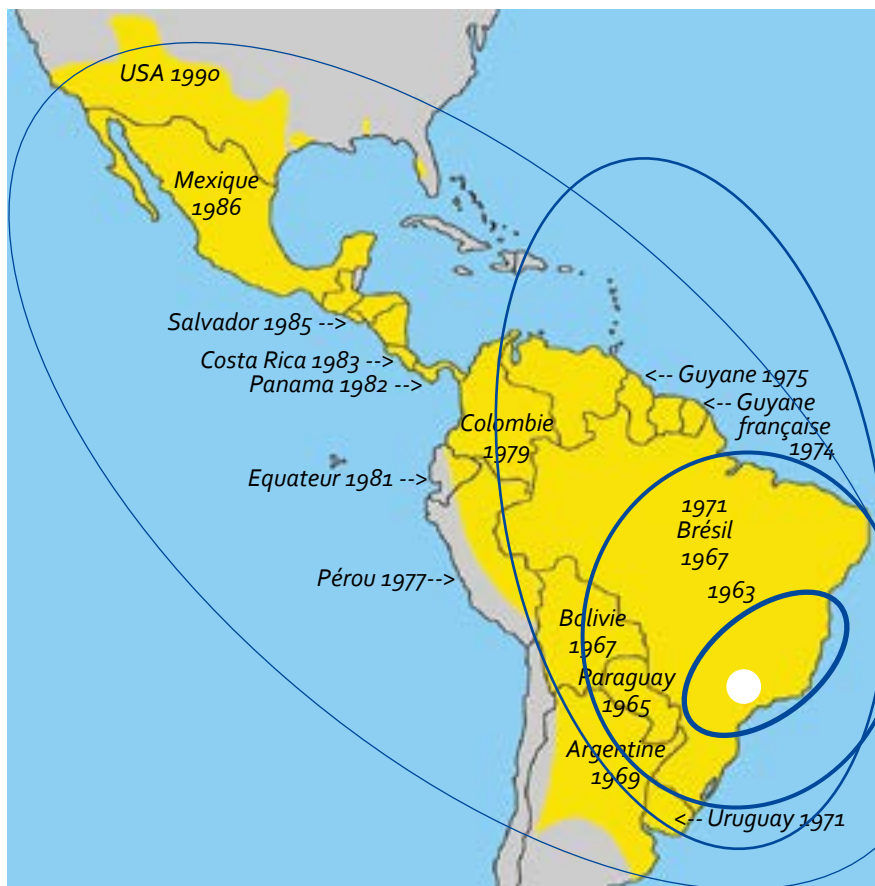 USA 1990
Mexique
1986
Salvador 1985 -->
Costa Rica 1983 -->
Panama 1982 -->
<-- Guyane 1975
<-- Guyane
française
1974
Colombie
1979
Equateur 1981 -->
1971
Brésil
1967
1963
Pérou 1977-->
Bolivie
1967
Paraguay
1965
Argentine
1969
<-- Uruguay 1971